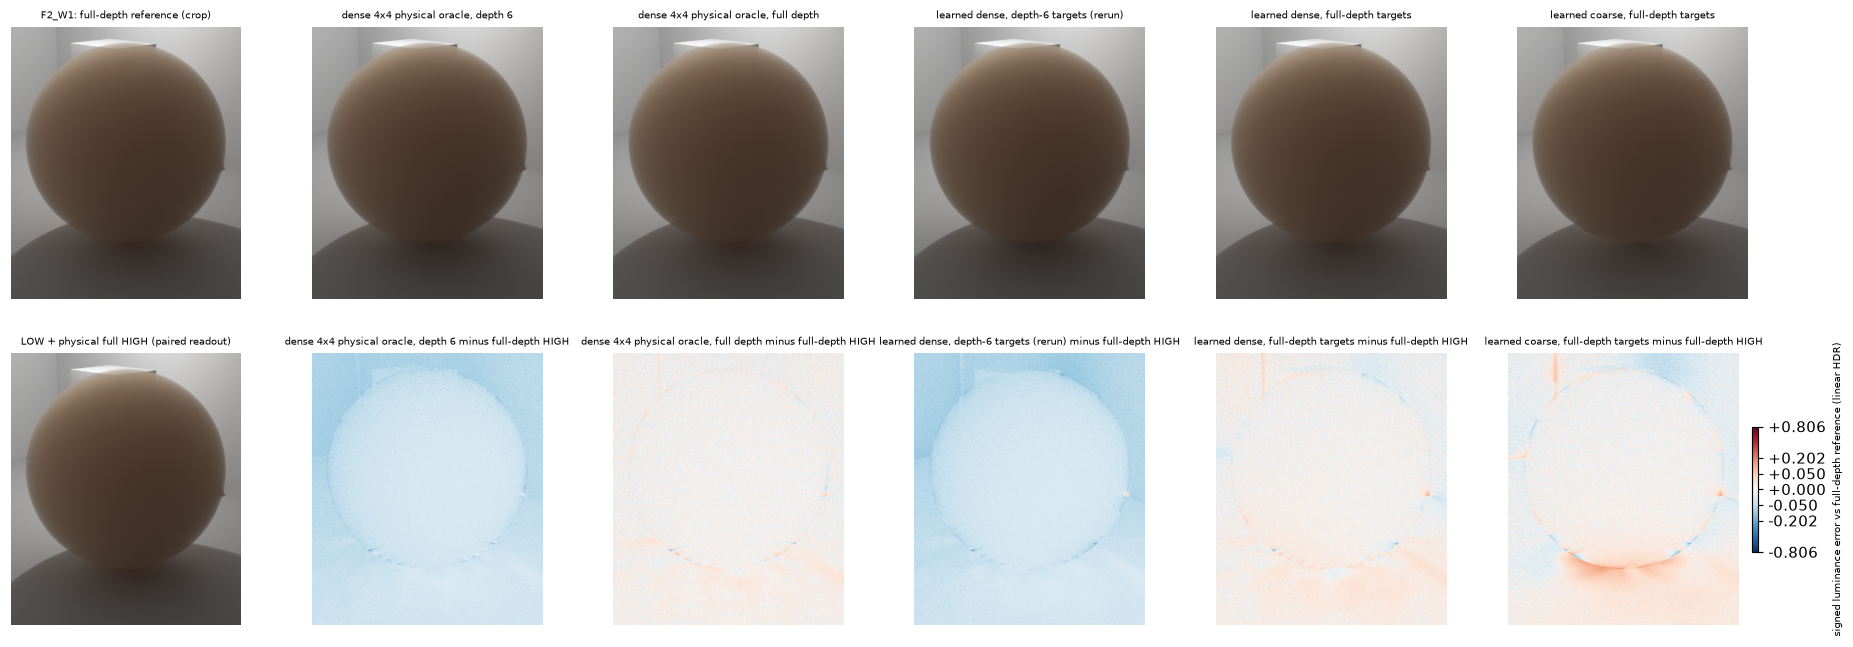 F2_W1: full-depth reference (crop)
dense 4x4 physical oracle, depth 6
dense 4x4 physical oracle, full depth
learned dense, depth-6 targets (rerun)
learned dense, full-depth targets
learned coarse, full-depth targets
LOW + physical full HIGH (paired readout)
dense 4x4 physical oracle, depth 6 minus full-depth HIGH
dense 4x4 physical oracle, full depth minus full-depth HIGH
learned dense, depth-6 targets (rerun) minus full-depth HIGH
learned dense, full-depth targets minus full-depth HIGH
learned coarse, full-depth targets minus full-depth HIGH
+0.806
+0.202
+0.050
+0.000
-0.050
-0.202
-0.806
signed luminance error vs full-depth reference (linear HDR)